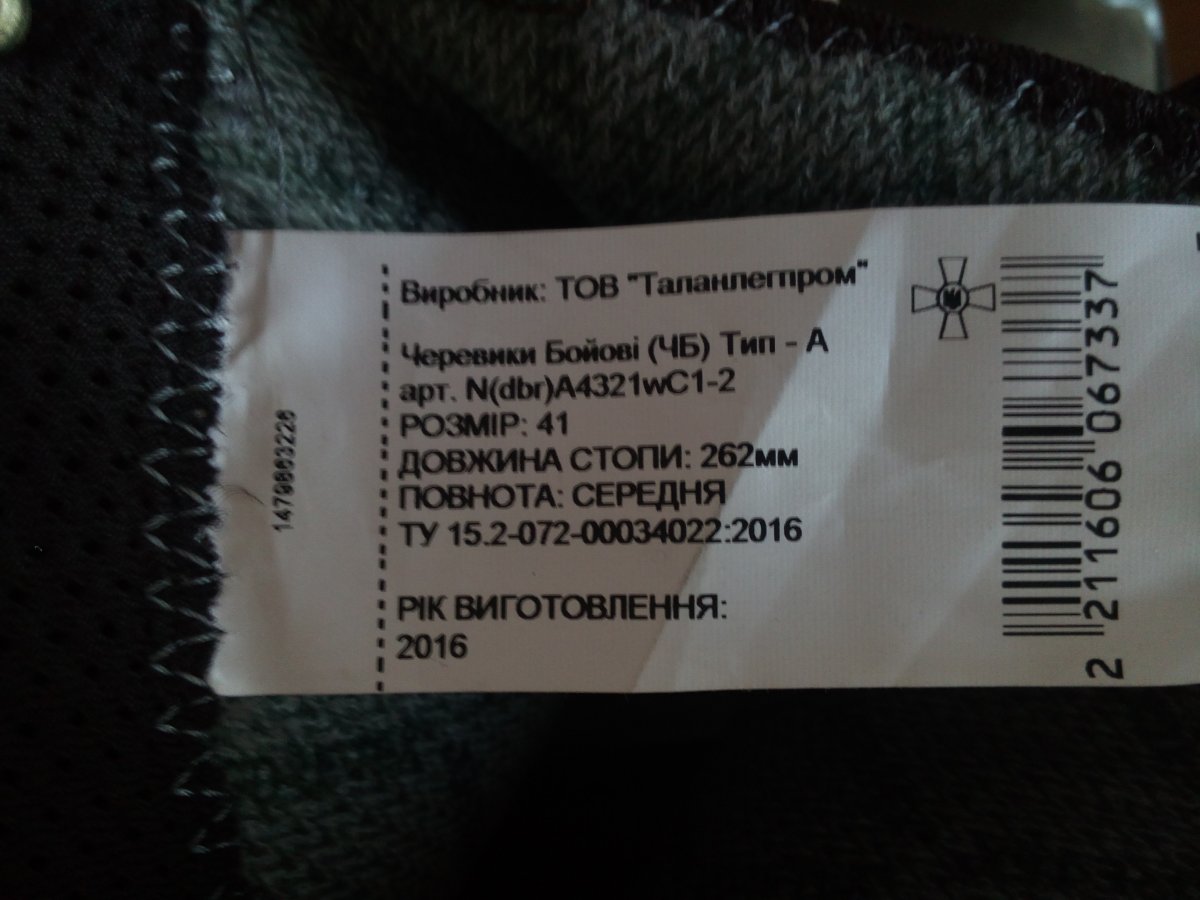 Виробник: ТОВ "Таланлегпром"
Черевики Бойові (ЧБ) Тип - А
арт. N(dbr)A4321wC1-2
РОЗМІР: 41
ДОВЖИНА СТОПИ: 262мм
ПОВНОТА: СЕРЕДНЯ
ТУ 15.2-072-00034022:2016
РІК ВИГОТОВЛЕННЯ:
2016
2 211606 067337